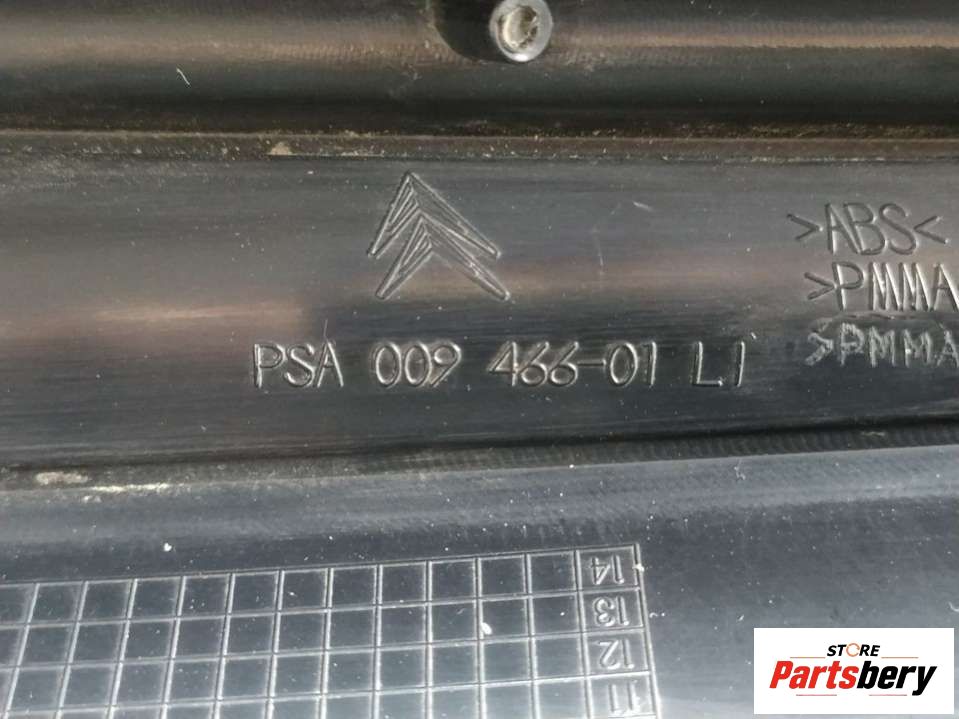 >ABS<
>PMMA
>PMMA
PSA 009 466-01 LI
14
13
12
11
STORE
Partsbery